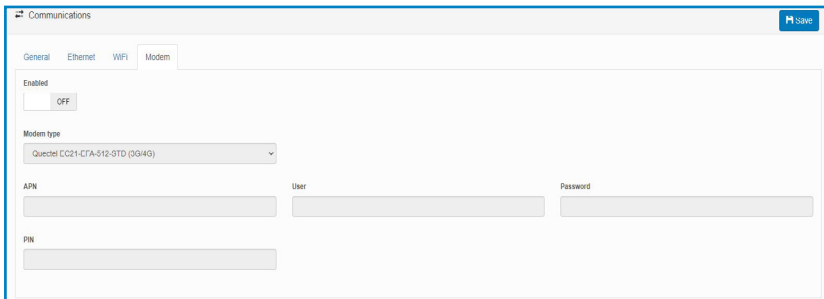 Communications
Save
General Ethernet WiFi Modem
Enabled
OFF
Modem type
Quectel EC21-EFA-512-STD (3G/4G)
APN User Password
PIN